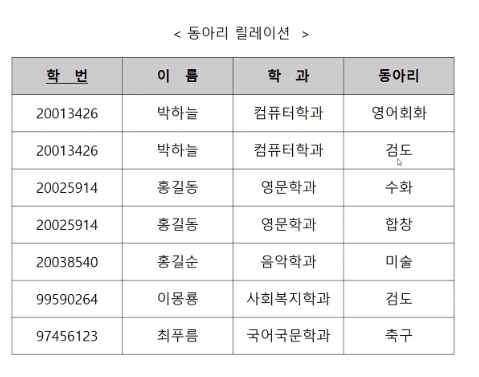 < 동아리 릴레이션 >
학 번 이 름 학 과 동아리
20013426 박하늘 컴퓨터학과 영어회화
20013426 박하늘 컴퓨터학과 검도
20025914 홍길동 영문학과 수화
20025914 홍길동 영문학과 합창
20038540 홍길순 음악학과 미술
99590264 이몽룡 사회복지학과 검도
97456123 최푸름 국어국문학과 축구